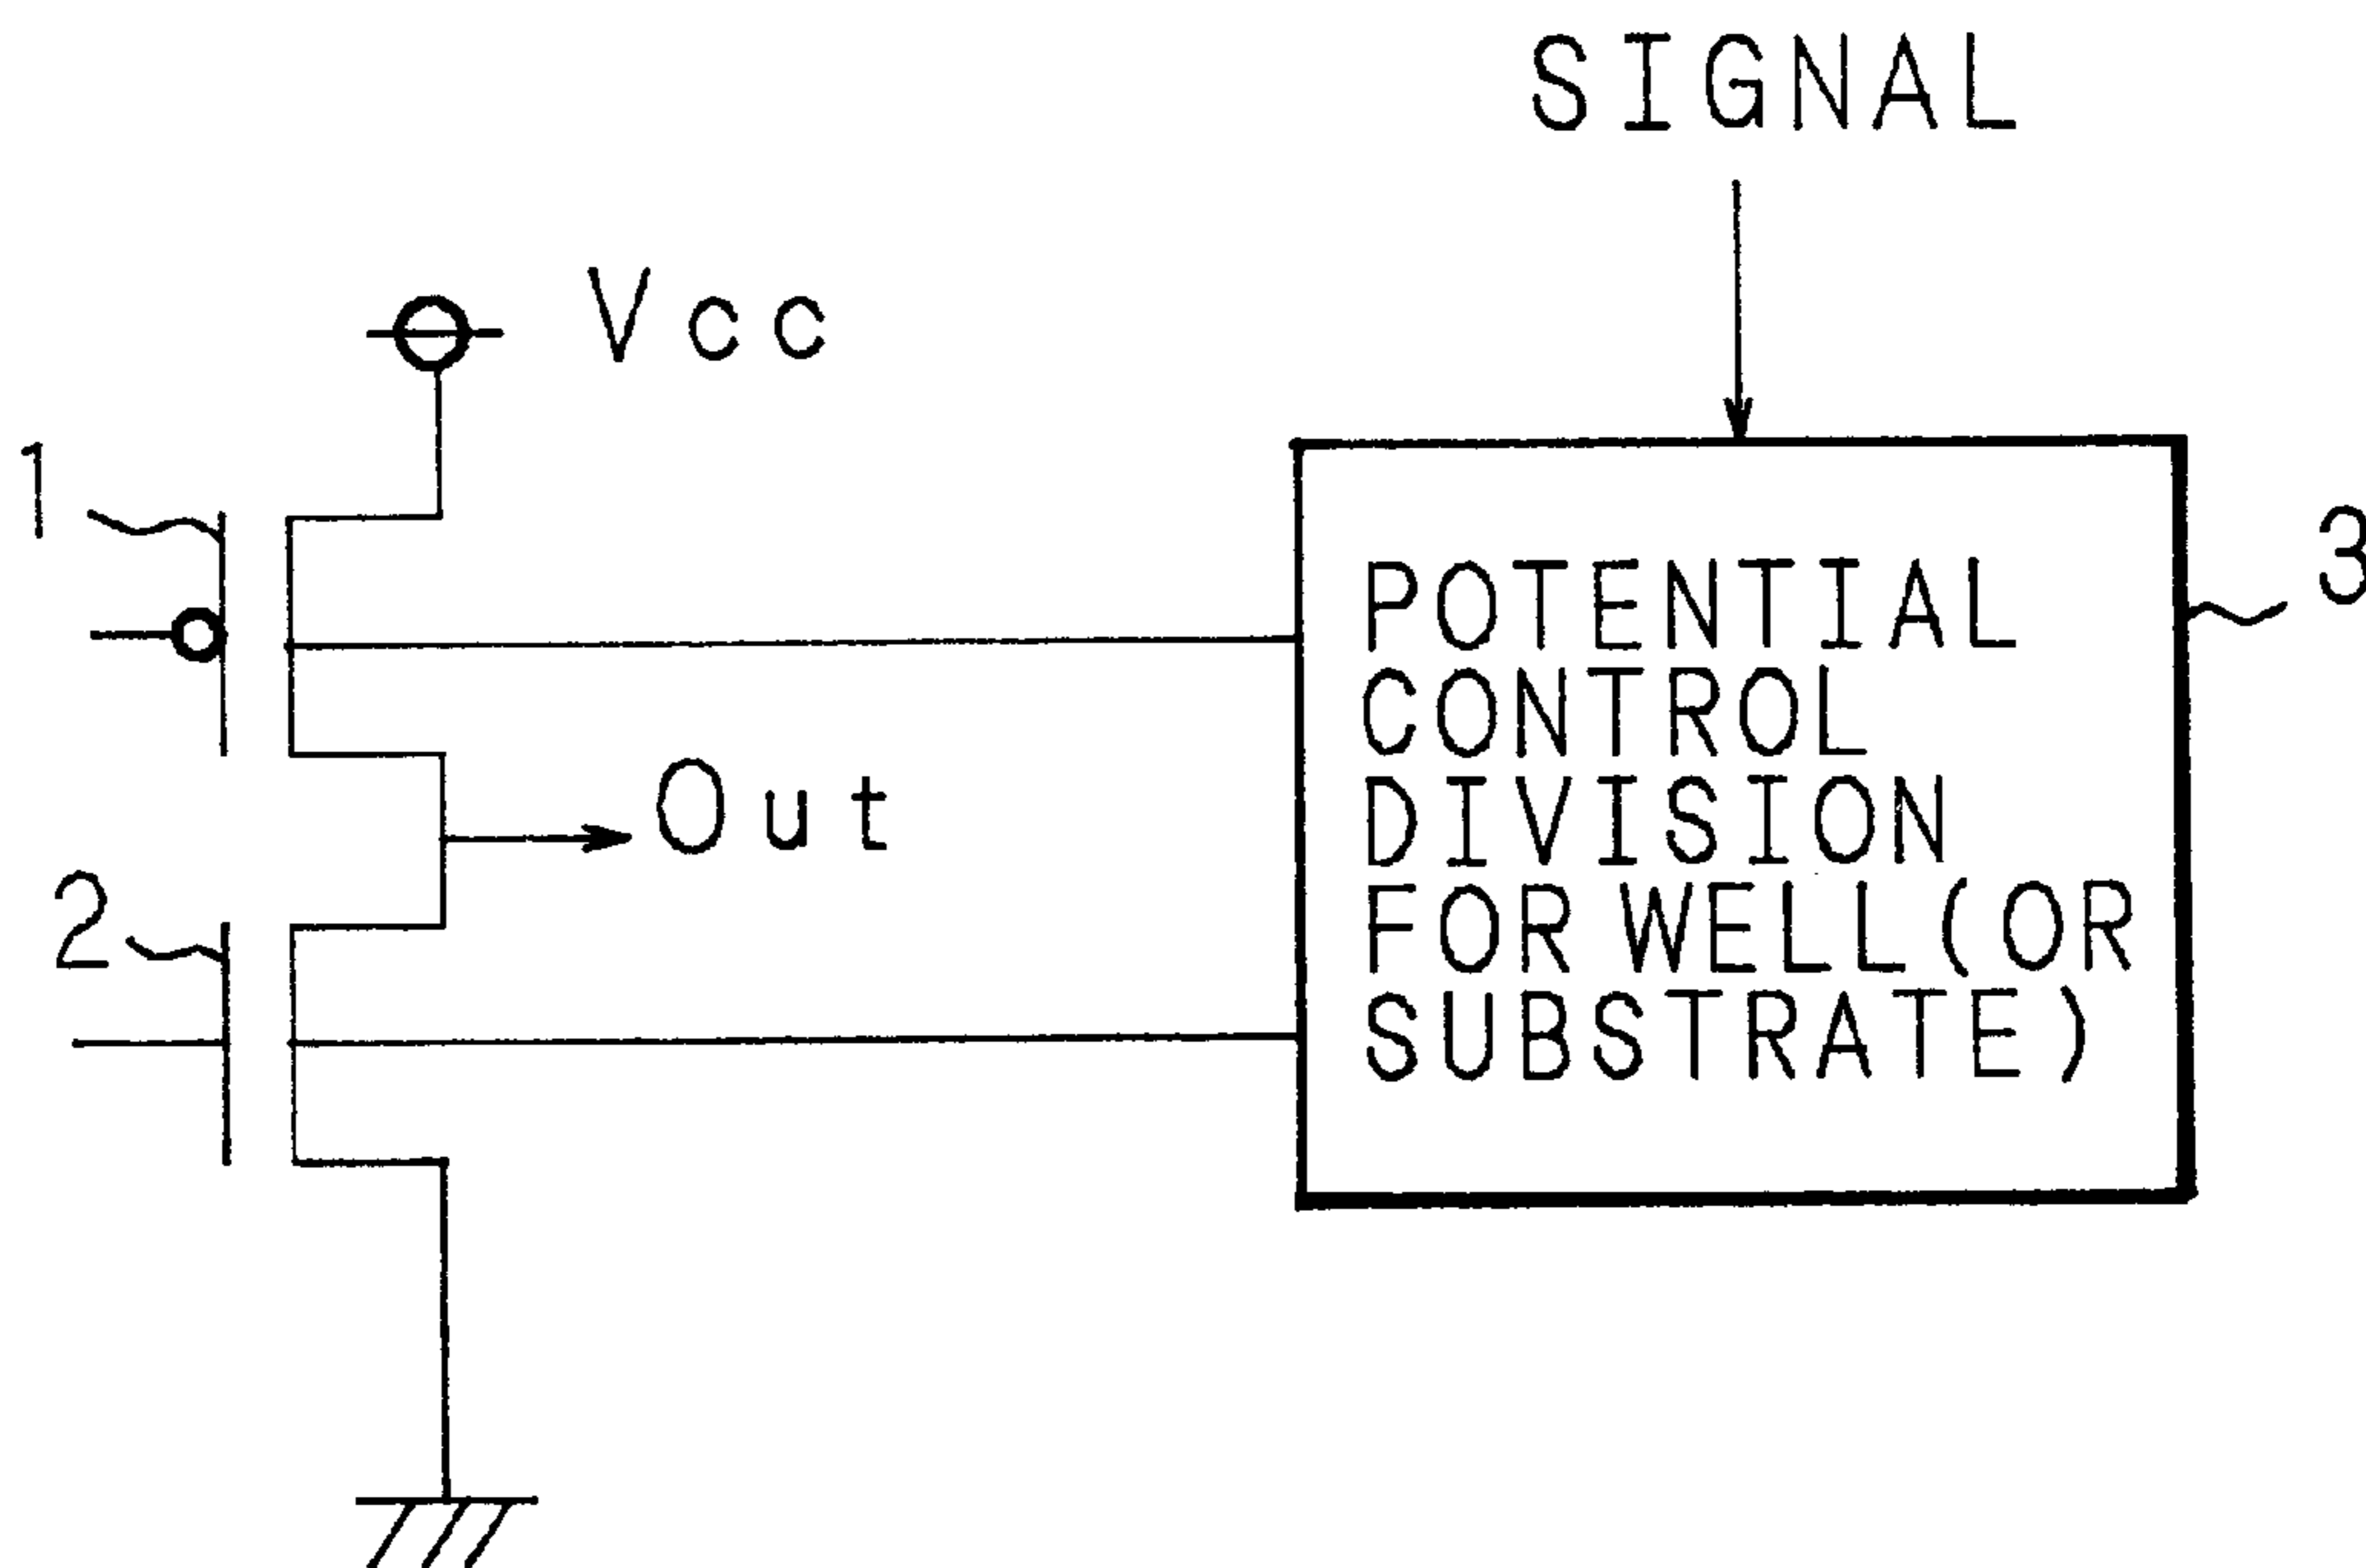 SIGNAL
Vcc
1
3
POTENTIAL
CONTROL
DIVISION
FOR WELL(OR
SUBSTRATE)
Out
2